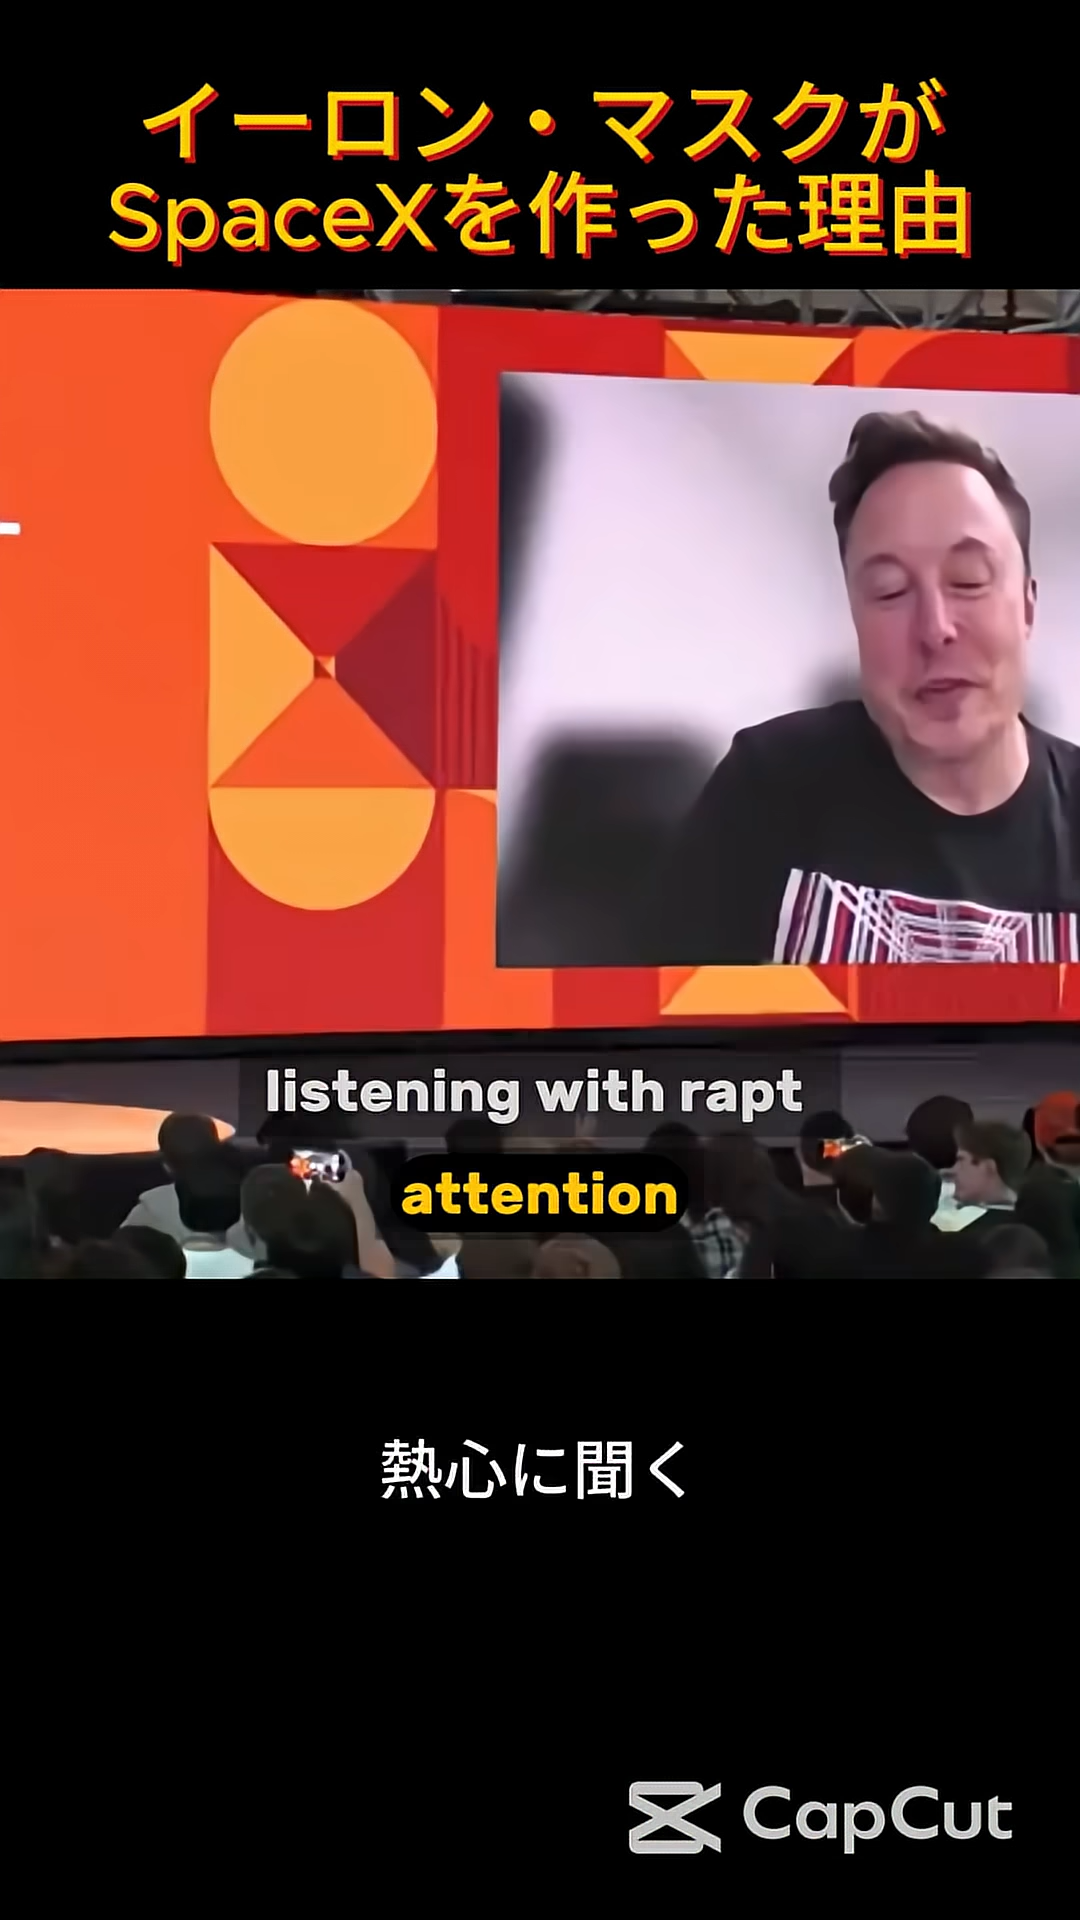 イーロン・マスクが
SpaceXを作った理由
listening with rapt
attention
熱心に聞く
CapCut